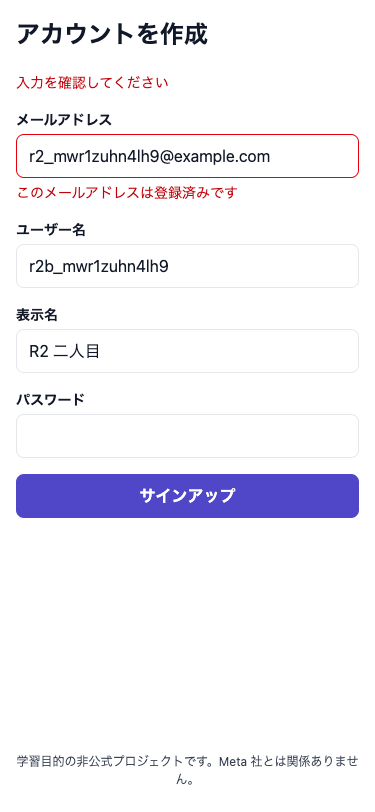 アカウントを作成
入力を確認してください
メールアドレス
r2_mwr1zuhn4lh9@example.com
このメールアドレスは登録済みです
ユーザー名
r2b_mwr1zuhn4lh9
表示名
R2 二人目
パスワード
サインアップ
学習目的の非公式プロジェクトです。Meta 社とは関係ありませ
ん。